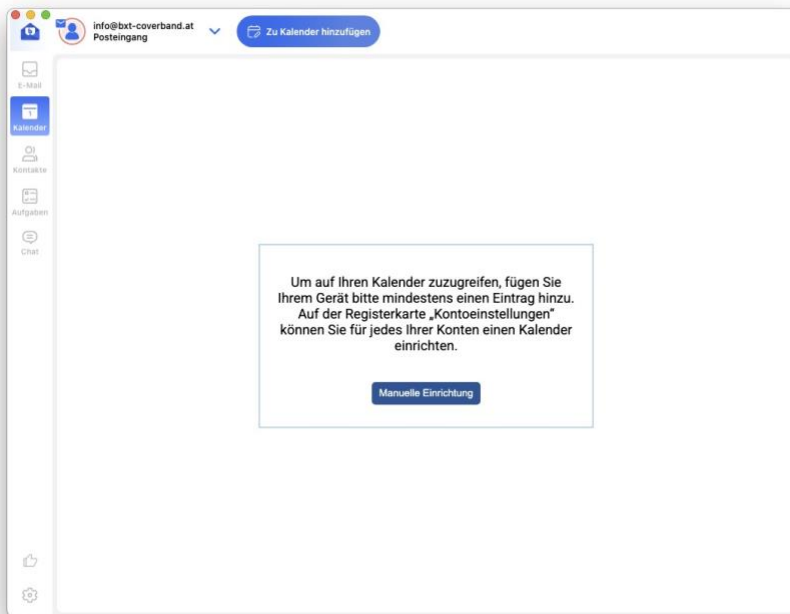 info@bxt-coverband.at
Posteingang
Zu Kalender hinzufügen
E-Mail
1
Kalender
Kontakte
Aufgaben
Chat
Um auf Ihren Kalender zuzugreifen, fügen Sie
Ihrem Gerät bitte mindestens einen Eintrag hinzu.
Auf der Registerkarte „Kontoeinstellungen“
können Sie für jedes Ihrer Konten einen Kalender
einrichten.
Manuelle Einrichtung